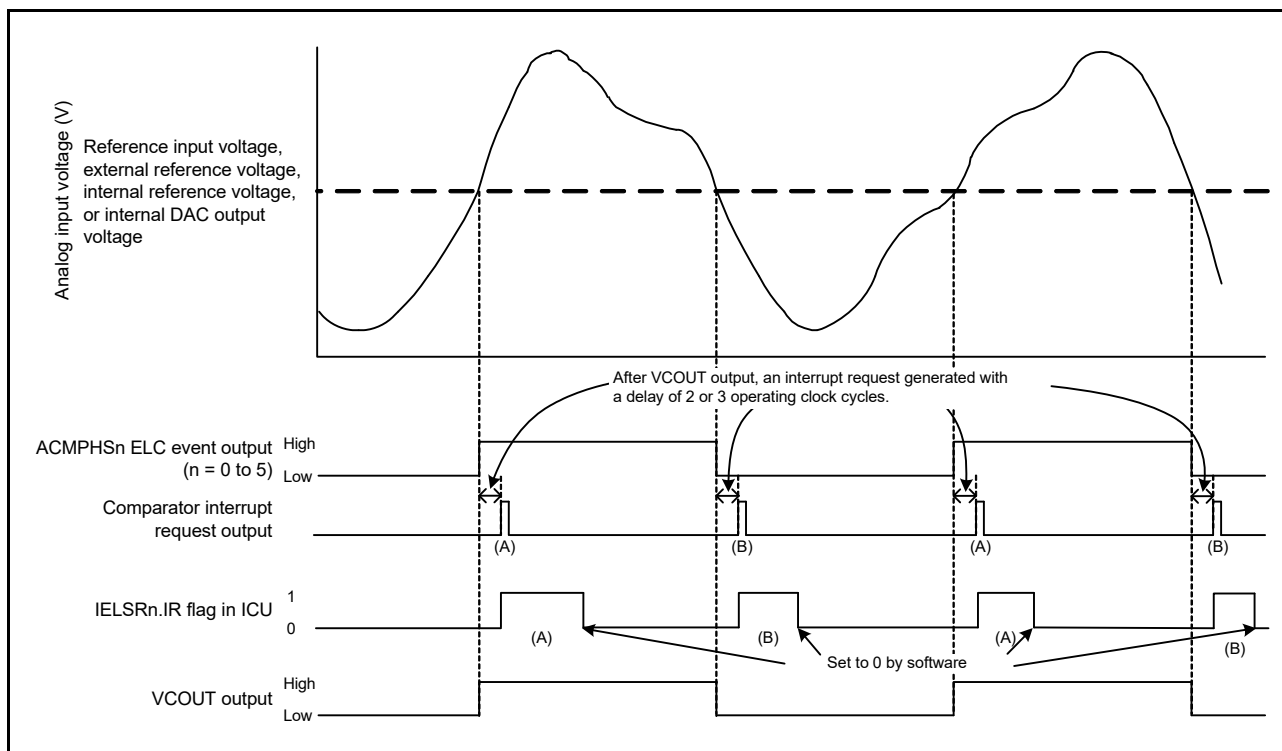 Analog input voltage (V)
Reference input voltage,
external reference voltage,
internal reference voltage,
or internal DAC output
voltage
After VCOUT output, an interrupt request generated with
a delay of 2 or 3 operating clock cycles.
ACMPHSn ELC event output
(n = 0 to 5)
High
Low
Comparator interrupt
request output
(A)
(B)
(A)
(B)
IELSRn.IR flag in ICU
1
0
(A)
(B)
(A)
(B)
Set to 0 by software
VCOUT output
High
Low